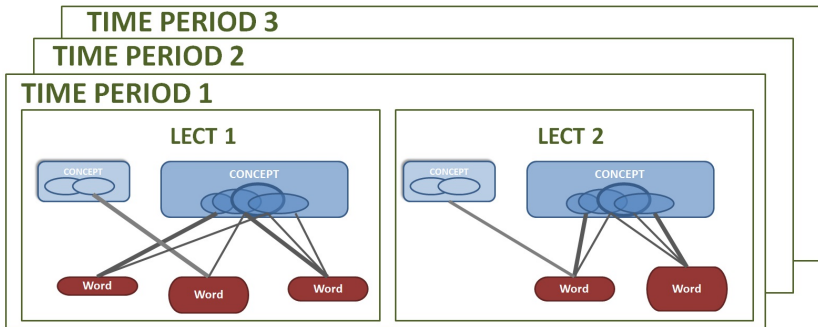 TIME PERIOD 3
TIME PERIOD 2
TIME PERIOD 1
LECT 1
CONCEPT
CONCEPT
Word
Word
Word
LECT 2
CONCEPT
CONCEPT
Word
Word